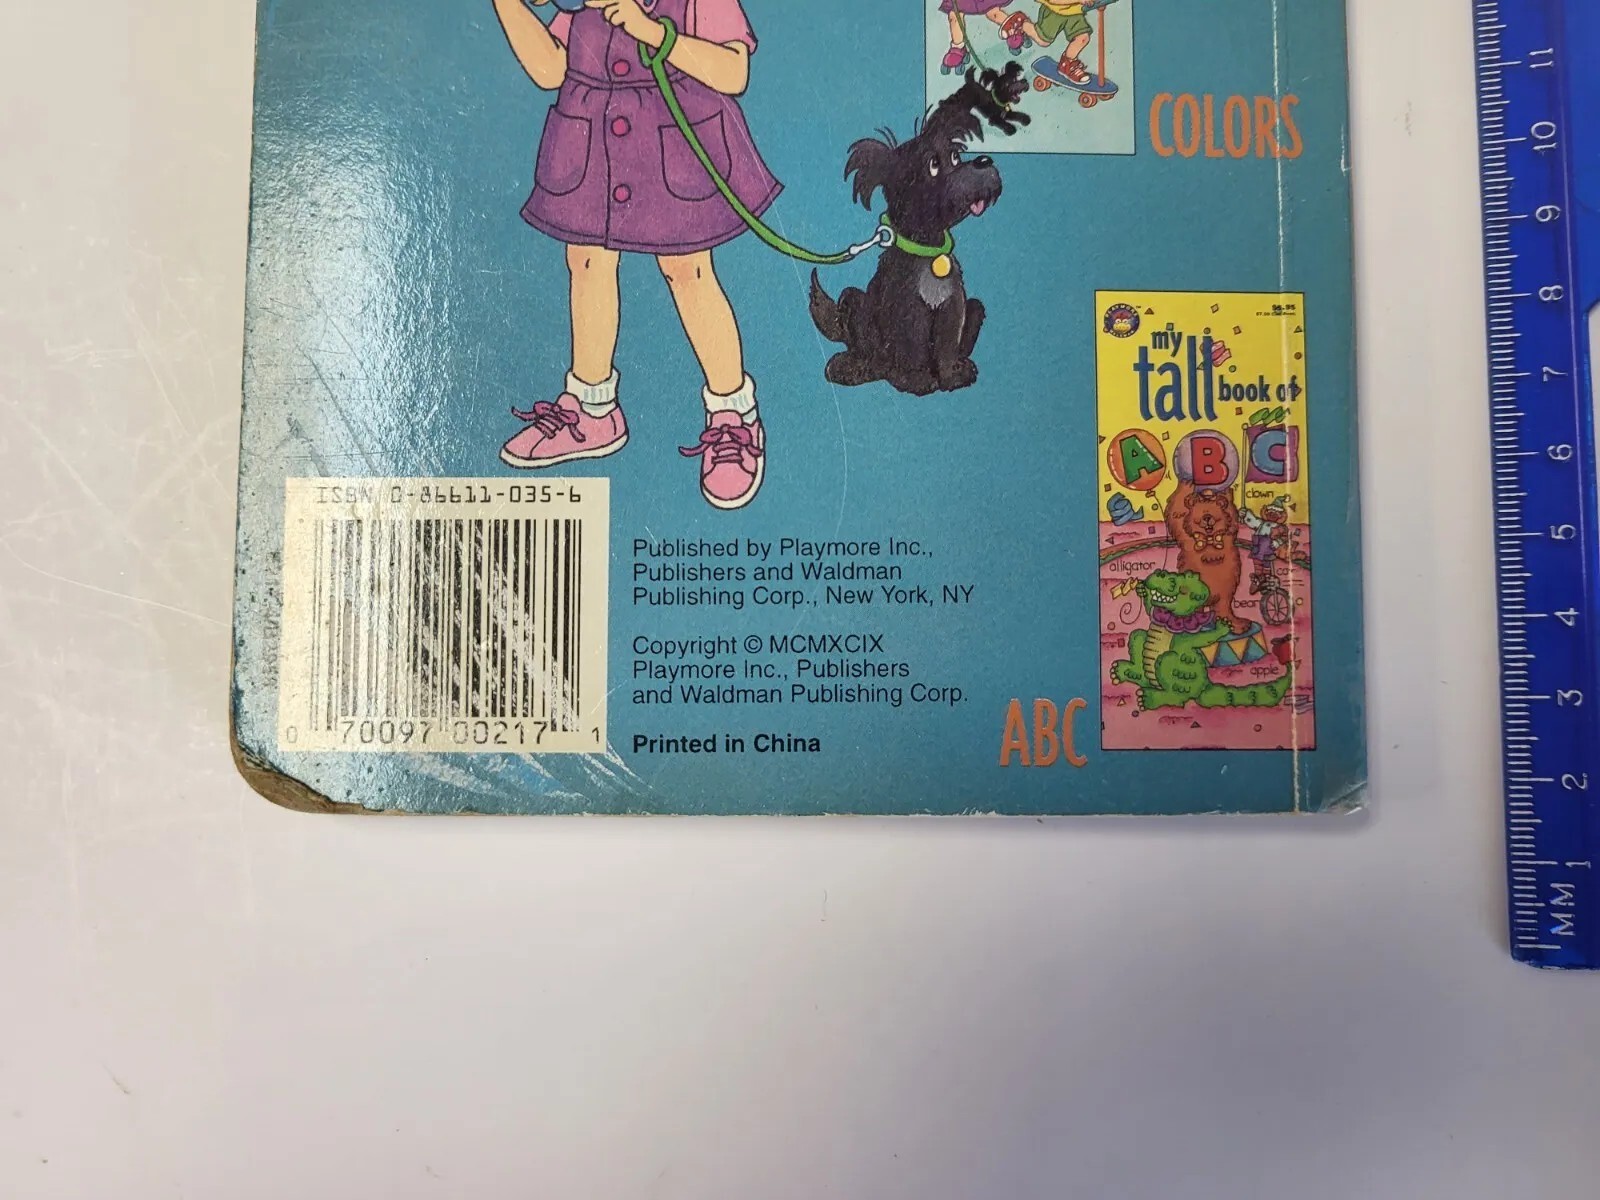 COLORS
$6.95
my
tall book of
A B C
clown
alligator
bear
apple
ABC
ISBN 0-86611-035-6
0 70097 00217 1
Published by Playmore Inc.,
Publishers and Waldman
Publishing Corp., New York, NY
Copyright © MCMXCIX
Playmore Inc., Publishers
and Waldman Publishing Corp.
Printed in China
11
10
9
8
7
6
5
4
3
2
1
MM